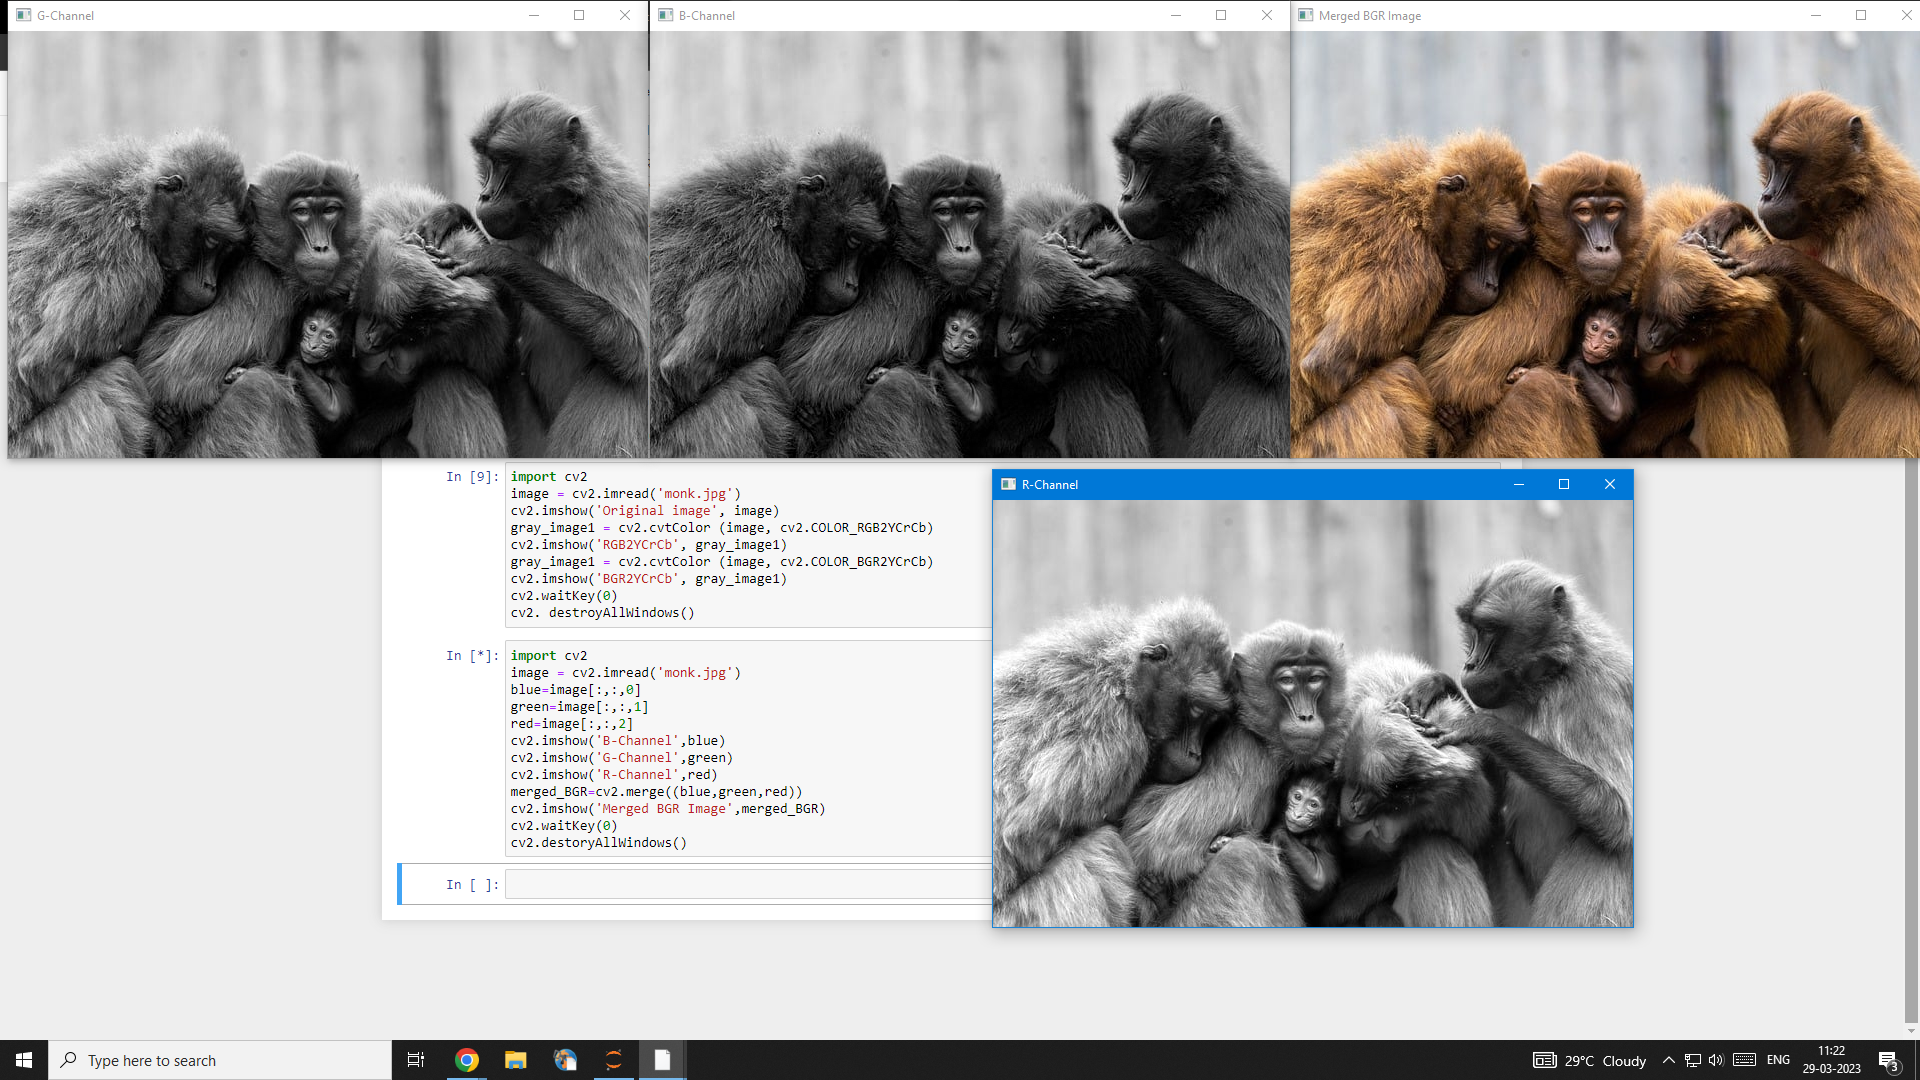 G-Channel
B-Channel
Merged BGR Image
In [9]:
import cv2
image = cv2.imread('monk.jpg')
cv2.imshow('Original image', image)
gray_image1 = cv2.cvtColor (image, cv2.COLOR_RGB2YCrCb)
cv2.imshow('RGB2YCrCb', gray_image1)
gray_image1 = cv2.cvtColor (image, cv2.COLOR_BGR2YCrCb)
cv2.imshow('BGR2YCrCb', gray_image1)
cv2.waitKey(0)
cv2. destroyAllWindows()
R-Channel
In [*]:
import cv2
image = cv2.imread('monk.jpg')
blue=image[:,:,0]
green=image[:,:,1]
red=image[:,:,2]
cv2.imshow('B-Channel',blue)
cv2.imshow('G-Channel',green)
cv2.imshow('R-Channel',red)
merged_BGR=cv2.merge((blue,green,red))
cv2.imshow('Merged BGR Image',merged_BGR)
cv2.waitKey(0)
cv2.destoryAllWindows()
In [ ]:
Type here to search
29°C Cloudy
ENG
11:22
29-03-2023
3